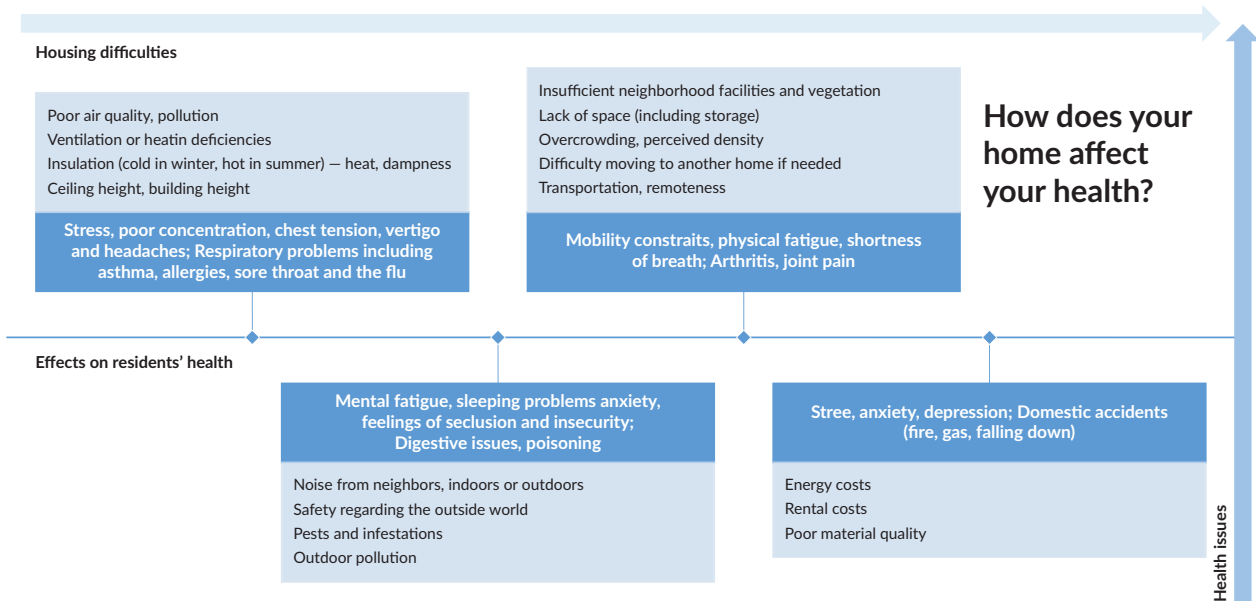 Housing difficulties
Poor air quality, pollution
Ventilation or heatin deficiencies
Insulation (cold in winter, hot in summer) — heat, dampness
Ceiling height, building height
Stress, poor concentration, chest tension, vertigo
and headaches; Respiratory problems including
asthma, allergies, sore throat and the flu
Insufficient neighborhood facilities and vegetation
Lack of space (including storage)
Overcrowding, perceived density
Difficulty moving to another home if needed
Transportation, remoteness
Mobility constraits, physical fatigue, shortness
of breath; Arthritis, joint pain
How does your
home affect
your health?
Effects on residents’ health
Mental fatigue, sleeping problems anxiety,
feelings of seclusion and insecurity;
Digestive issues, poisoning
Noise from neighbors, indoors or outdoors
Safety regarding the outside world
Pests and infestations
Outdoor pollution
Stree, anxiety, depression; Domestic accidents
(fire, gas, falling down)
Energy costs
Rental costs
Poor material quality
Health issues